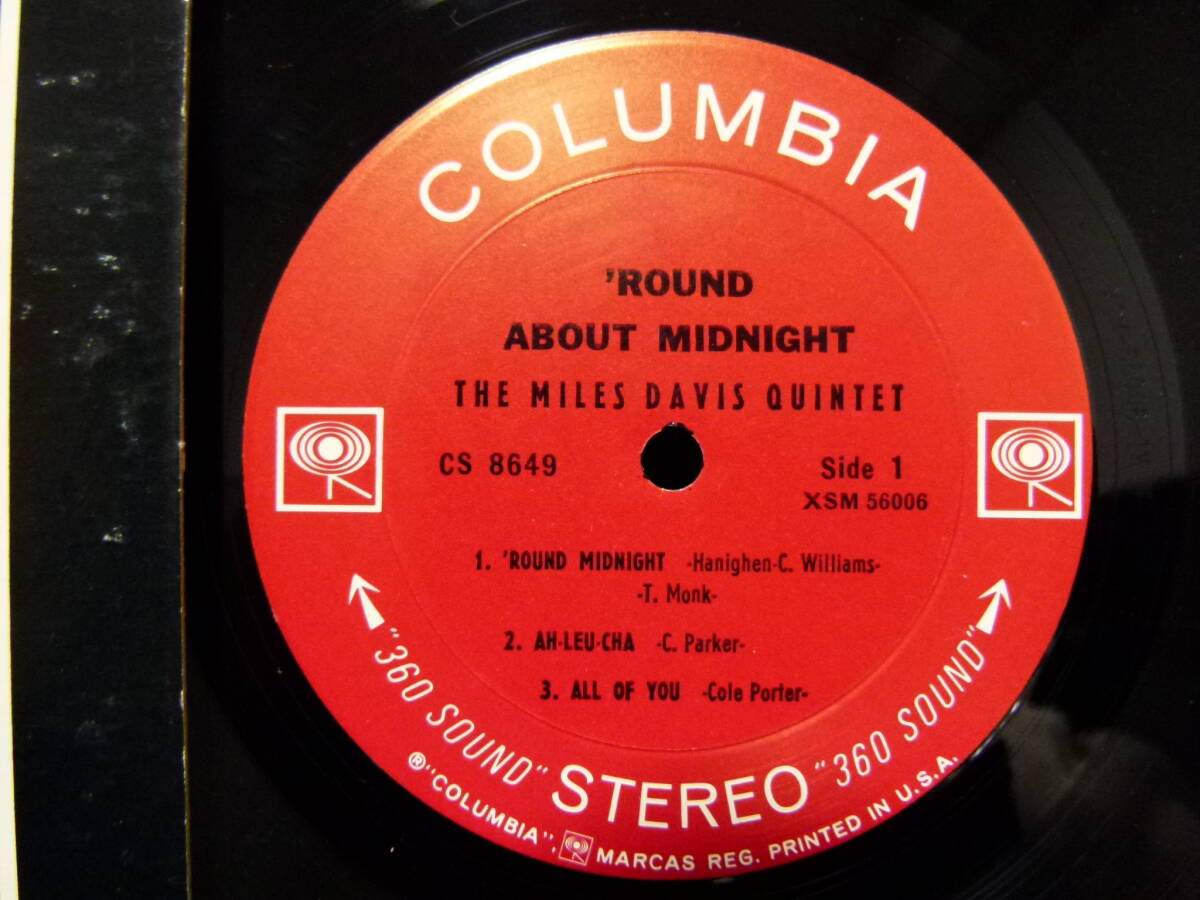 COLUMBIA
'ROUND
ABOUT MIDNIGHT
THE MILES DAVIS QUINTET
CS 8649
Side 1
XSM 56006
1. 'ROUND MIDNIGHT -Hanighen-C. Williams-
-T. Monk-
2. AH-LEU-CHA -C. Parker-
3. ALL OF YOU -Cole Porter-
"360 SOUND" STEREO "360 SOUND"
®"COLUMBIA", MARCAS REG. PRINTED IN U.S.A.